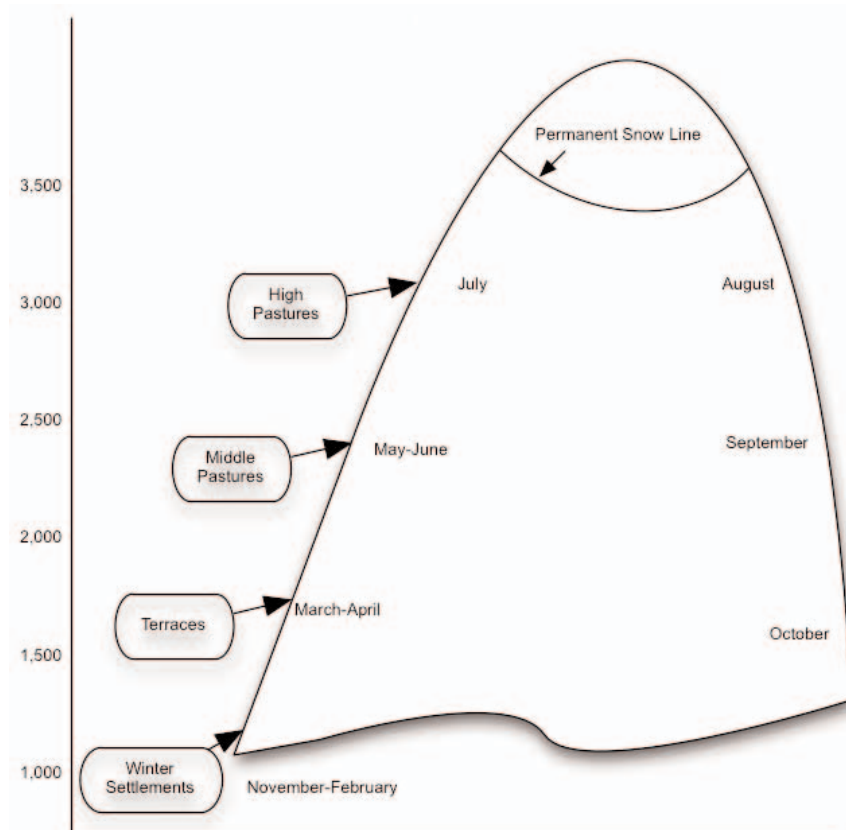 Permanent Snow Line
3,500
High
Pastures
July
August
3,000
2,500
Middle
Pastures
May-June
September
2,000
Terraces
March-April
October
1,500
1,000
Winter
Settlements
November-February